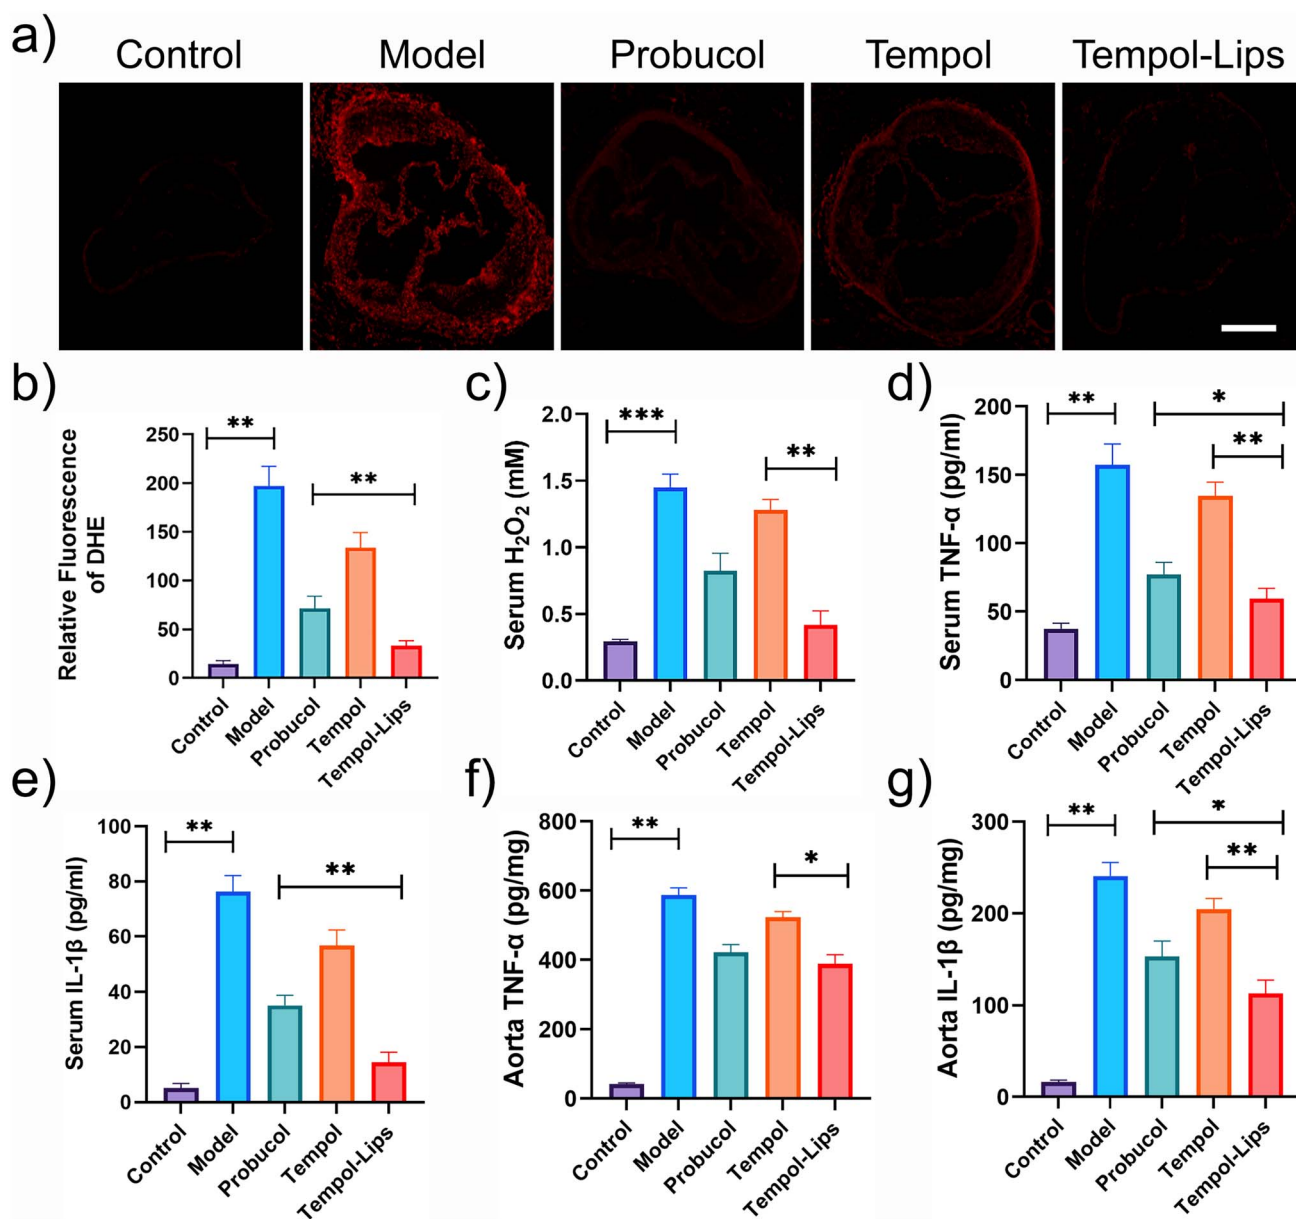 a)
Control Model Probucol Tempol Tempol-Lips
b)
Relative Fluorescence
of DHE
250
200
150
100
50
0
**
**
Control Model Probucol Tempol Tempol-Lips
c)
Serum H₂O₂ (mM)
2.0
1.5
1.0
0.5
0.0
***
**
Control Model Probucol Tempol Tempol-Lips
d)
Serum TNF-α (pg/ml)
200
150
100
50
0
**
*
**
Control Model Probucol Tempol Tempol-Lips
e)
Serum IL-1β (pg/ml)
100
80
60
40
20
0
**
**
Control Model Probucol Tempol Tempol-Lips
f)
Aorta TNF-α (pg/mg)
800
600
400
200
0
**
*
Control Model Probucol Tempol Tempol-Lips
g)
Aorta IL-1β (pg/mg)
300
200
100
0
**
*
**
Control Model Probucol Tempol Tempol-Lips